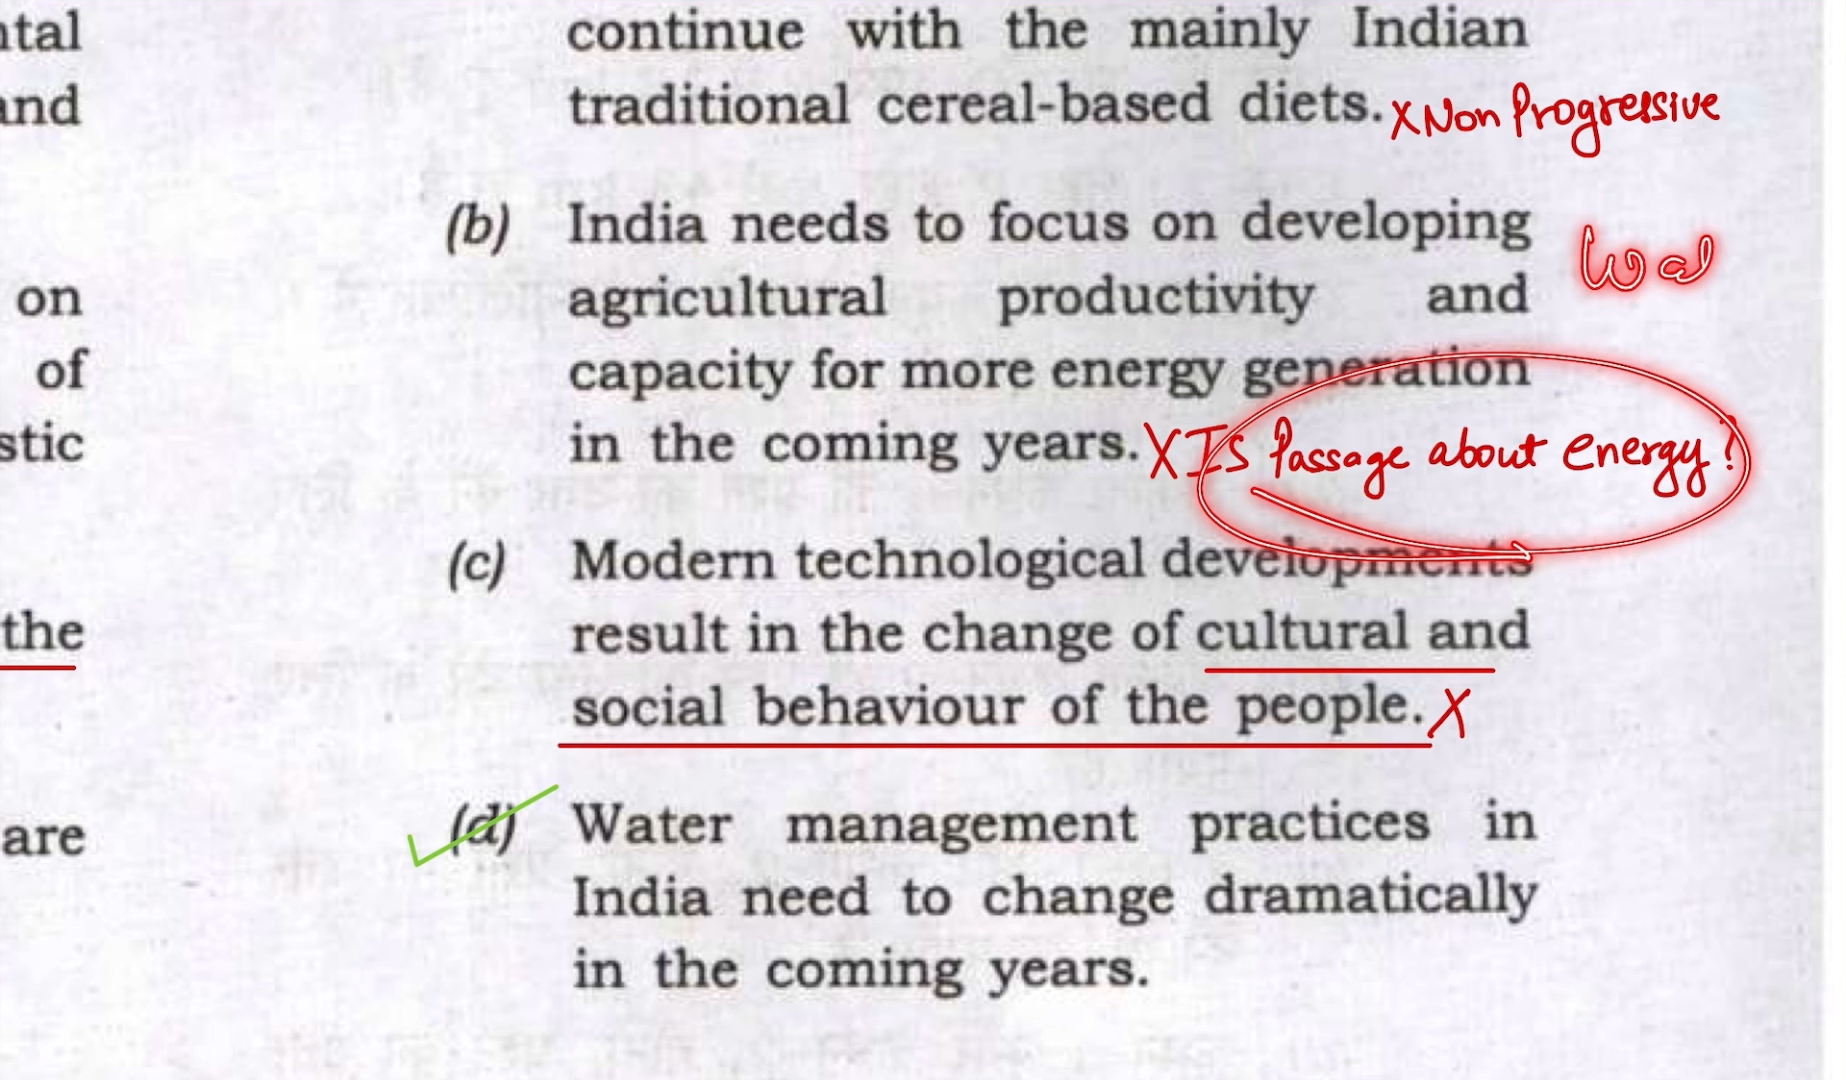 ntal
and
on
of
stic
the
are
continue with the mainly Indian
traditional cereal-based diets. X Non Progressive
(b) India needs to focus on developing
agricultural productivity and
capacity for more energy generation
in the coming years. X Is Passage about energy?
(c) Modern technological developments
result in the change of cultural and
social behaviour of the people. X
(d) Water management practices in
India need to change dramatically
in the coming years.